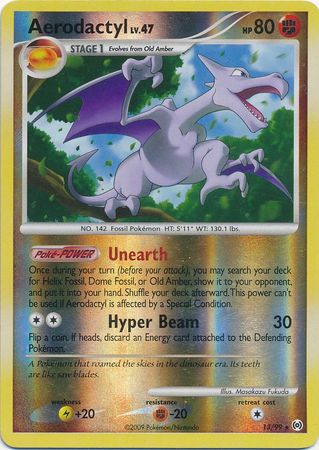 Aerodactyl LV.47 HP 80
STAGE 1 Evolves from Old Amber
NO. 142 Fossil Pokémon HT: 5'11" WT: 130.1 lbs.
Poké-POWER Unearth
Once during your turn (before your attack), you may search your deck
for Helix Fossil, Dome Fossil, or Old Amber, show it to your opponent,
and put it into your hand. Shuffle your deck afterward. This power can't
be used if Aerodactyl is affected by a Special Condition.
Hyper Beam 30
Flip a coin. If heads, discard an Energy card attached to the Defending
Pokémon.
A Pokémon that roamed the skies in the dinosaur era. Its teeth
are like saw blades.
Illus. Masakazu Fukuda
weakness resistance retreat cost
+20 -20
©2009 Pokémon/Nintendo 13/99